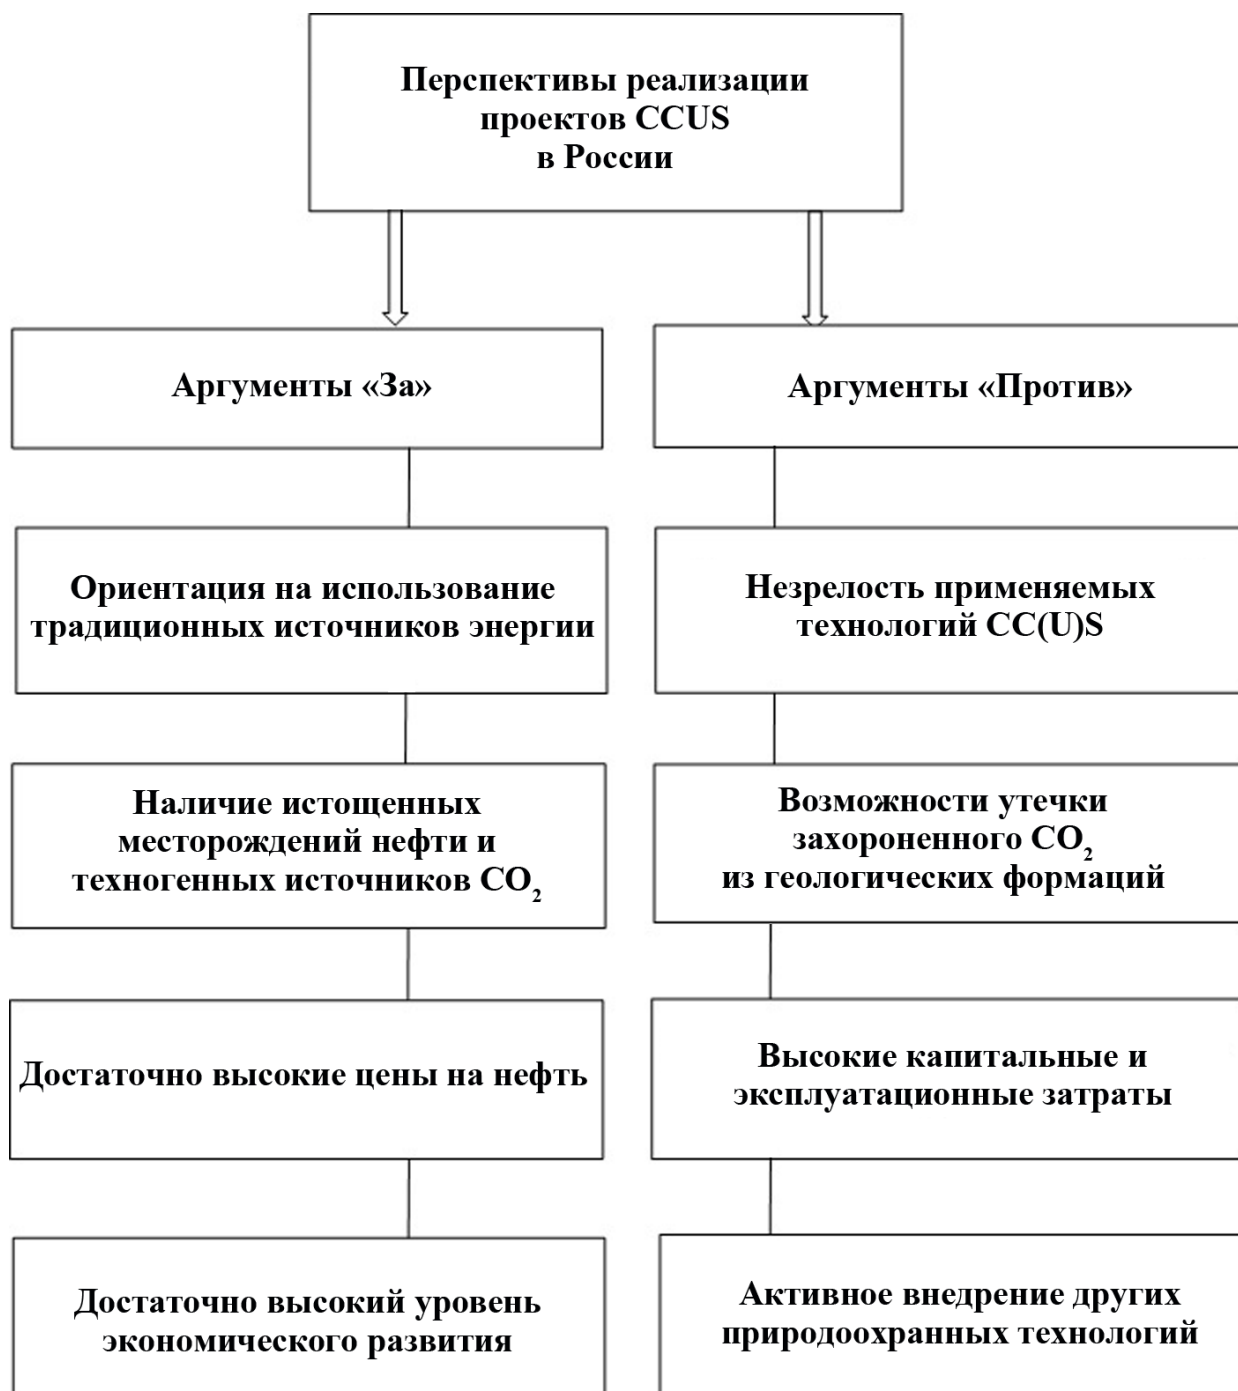 Перспективы реализации
проектов CCUS
в России
Аргументы «За»
Ориентация на использование
традиционных источников энергии
Наличие истощенных
месторождений нефти и
техногенных источников CO₂
Достаточно высокие цены на нефть
Достаточно высокий уровень
экономического развития
Аргументы «Против»
Незрелость применяемых
технологий CC(U)S
Возможности утечки
захороненного CO₂
из геологических формаций
Высокие капитальные и
эксплуатационные затраты
Активное внедрение других
природоохранных технологий